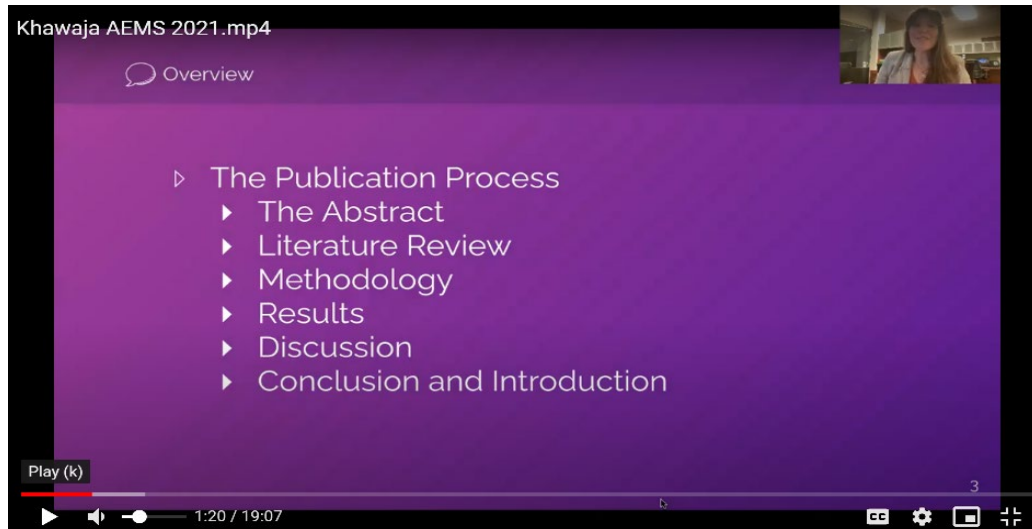 Khawaja AEMS 2021.mp4
Overview
The Publication Process
The Abstract
Literature Review
Methodology
Results
Discussion
Conclusion and Introduction
Play (k)
3
1:20 / 19:07
CC